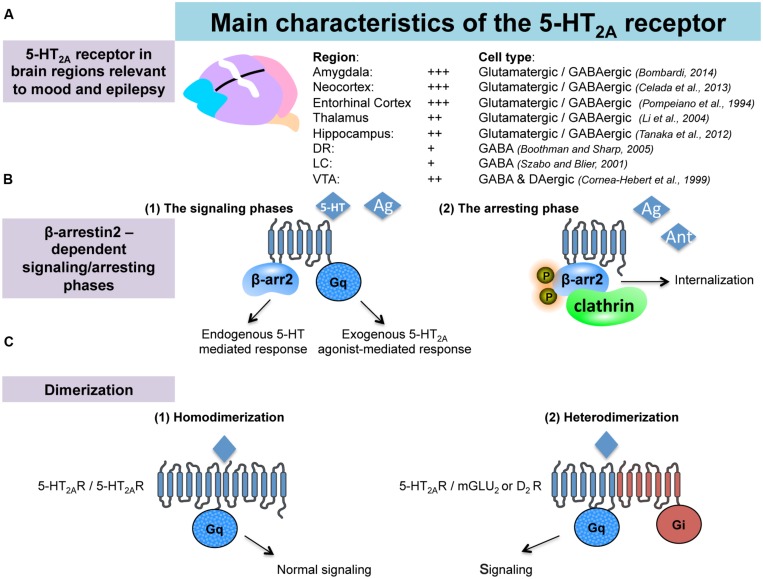 A
Main characteristics of the 5-HT2A receptor
5-HT2A receptor in
brain regions relevant
to mood and epilepsy
Region: Cell type:
Amygdala: +++ Glutamatergic / GABAergic (Bombardi, 2014)
Neocortex: +++ Glutamatergic / GABAergic (Celada et al., 2013)
Entorhinal Cortex +++ Glutamatergic / GABAergic (Pompeiano et al., 1994)
Thalamus ++ Glutamatergic / GABAergic (Li et al., 2004)
Hippocampus: ++ Glutamatergic / GABAergic (Tanaka et al., 2012)
DR: + GABA (Boothman and Sharp, 2005)
LC: + GABA (Szabo and Blier, 2001)
VTA: ++ GABA & DAergic (Cornea-Hebert et al., 1999)
B
β-arrestin2 –
dependent
signaling/arresting
phases
(1) The signaling phases
5-HT
Ag
β-arr2
Gq
Endogenous 5-HT
mediated response
Exogenous 5-HT2A
agonist-mediated response
(2) The arresting phase
Ag
Ant
P
P
β-arr2
clathrin
Internalization
C
Dimerization
(1) Homodimerization
5-HT2AR / 5-HT2AR
Gq
Normal signaling
(2) Heterodimerization
5-HT2AR / mGLU2 or D2 R
Gq
Gi
Signaling